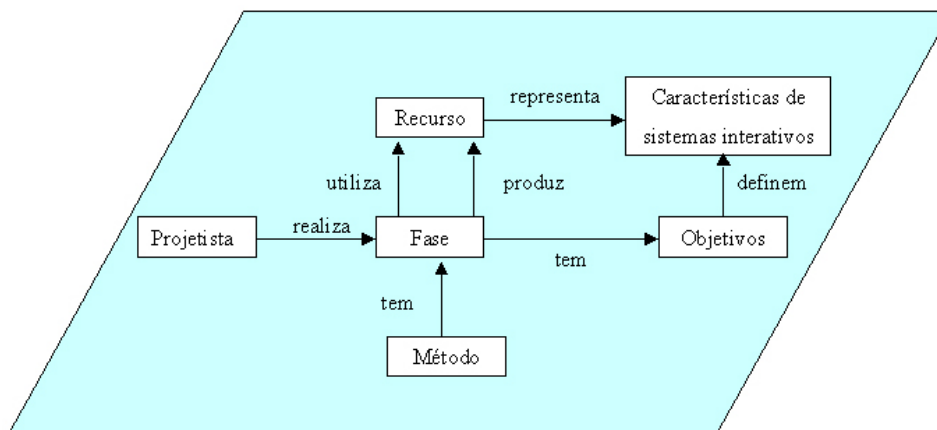 representa
Características de
sistemas interativos
Recurso
utiliza
produz
definem
Projetista
realiza
Fase
tem
Objetivos
tem
Método